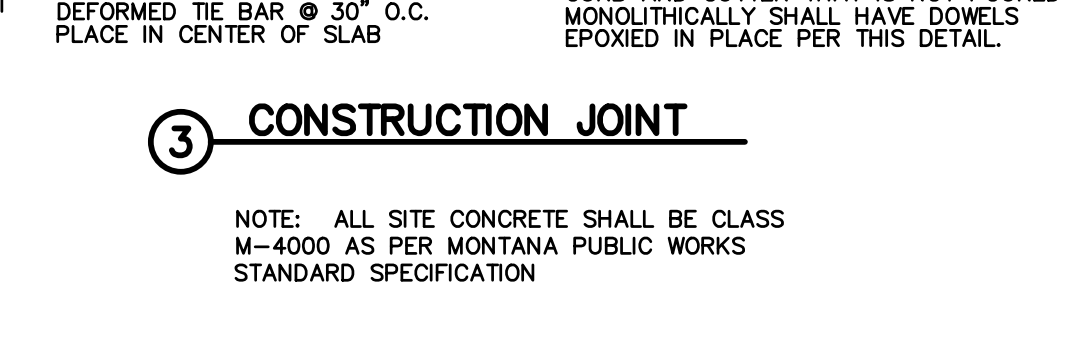 DEFORMED TIE BAR @ 30" O.C.
PLACE IN CENTER OF SLAB
MONOLITHICALLY SHALL HAVE DOWELS
EPOXIED IN PLACE PER THIS DETAIL.
3 CONSTRUCTION JOINT
NOTE: ALL SITE CONCRETE SHALL BE CLASS
M-4000 AS PER MONTANA PUBLIC WORKS
STANDARD SPECIFICATION